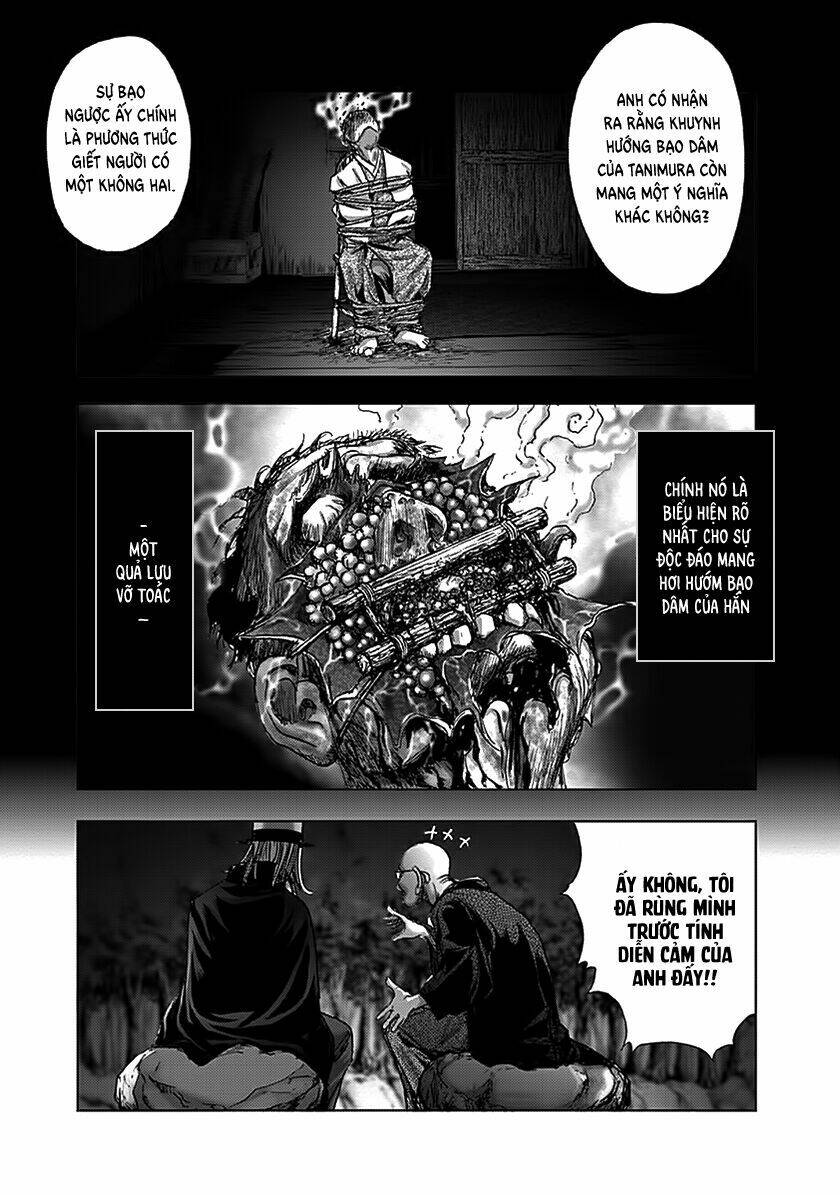 ANH CÓ NHẬN
RA RẰNG KHUYNH
HƯỚNG BẠO DÂM
CỦA TANIMURA CÒN
MANG MỘT Ý NGHĨA
KHÁC KHÔNG?
SỰ BẠO
NGƯỢC ẤY CHÍNH
LÀ PHƯƠNG THỨC
GIẾT NGƯỜI CÓ
MỘT KHÔNG HAI.
CHÍNH NÓ LÀ
BIỂU HIỆN RÕ
NHẤT CHO SỰ
ĐỘC ĐÁO MANG
HƠI HƯỚM BẠO
DÂM CỦA HẮN
-
MỘT
QUẢ LỰU
VỠ TOÁC
-
ẤY KHÔNG, TÔI
ĐÃ RÙNG MÌNH
TRƯỚC TÍNH
DIỄN CẢM CỦA
ANH ĐẤY!!